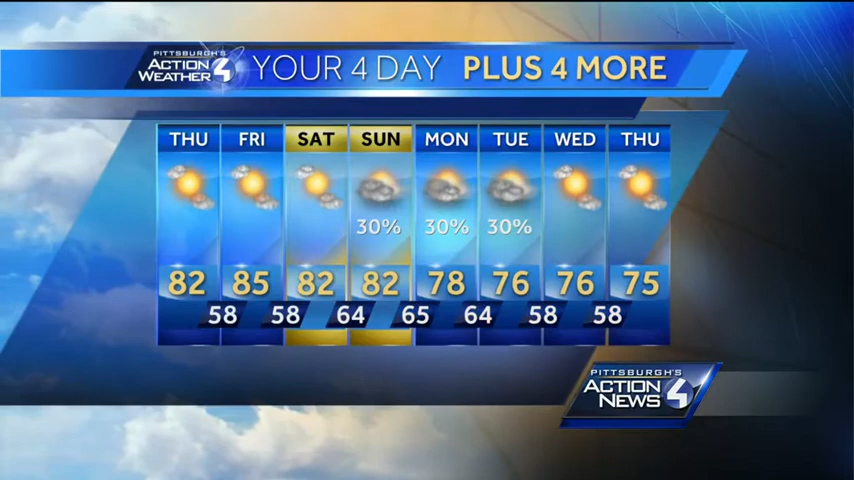 PITTSBURGH'S
ACTION
WEATHER 4
YOUR 4 DAY PLUS 4 MORE
THU FRI SAT SUN MON TUE WED THU
30% 30% 30%
82 85 82 82 78 76 76 75
58 58 64 65 64 58 58
PITTSBURGH'S
ACTION
NEWS 4